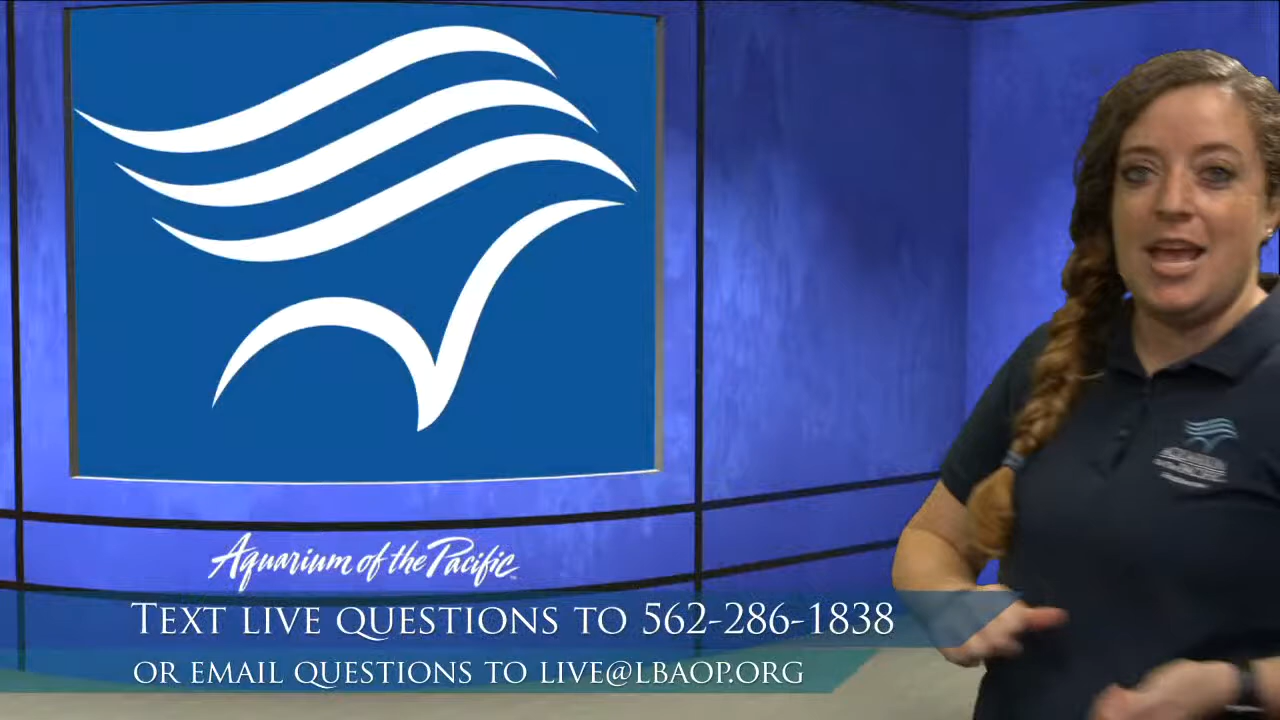 Aquarium of the Pacific
TEXT LIVE QUESTIONS TO 562-286-1838
OR EMAIL QUESTIONS TO LIVE@LBAOP.ORG